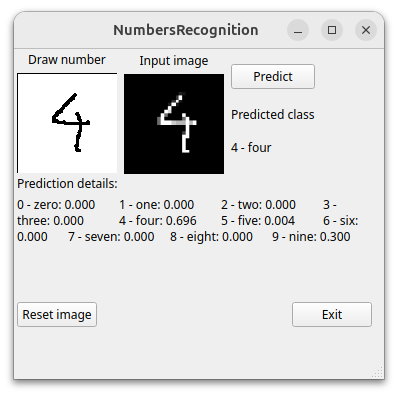 NumbersRecognition
Draw number
Input image
4
4
Predict
Predicted class
4 - four
Prediction details:
0 - zero: 0.000 1 - one: 0.000 2 - two: 0.000 3 -
three: 0.000 4 - four: 0.696 5 - five: 0.004 6 - six:
0.000 7 - seven: 0.000 8 - eight: 0.000 9 - nine: 0.300
Reset image
Exit